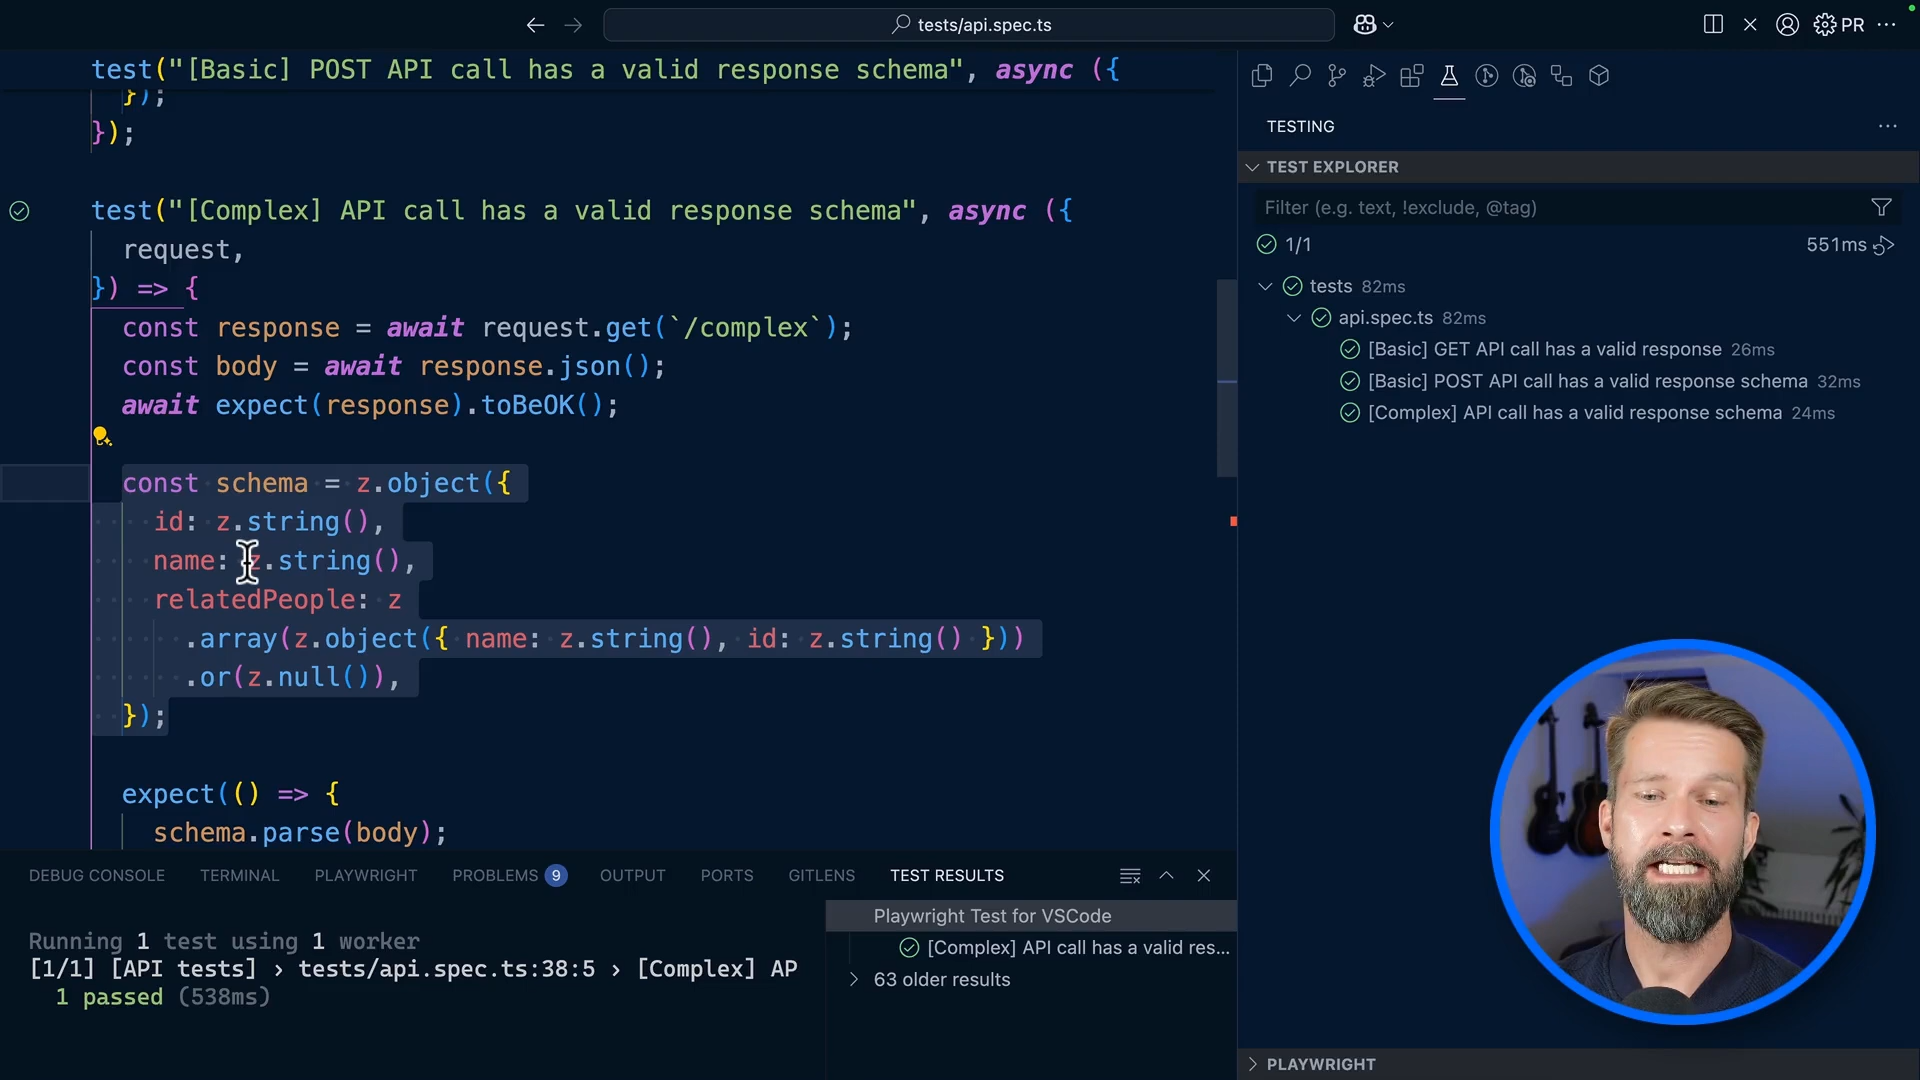 tests/api.spec.ts
PR
test("[Basic] POST API call has a valid response schema", async ({
});
});
test("[Complex] API call has a valid response schema", async ({
request,
}) => {
const response = await request.get(`/complex`);
const body = await response.json();
await expect(response).toBeOK();
const schema = z.object({
id: z.string(),
name: z.string(),
relatedPeople: z
.array(z.object({ name: z.string(), id: z.string() }))
.or(z.null()),
});
expect(() => {
schema.parse(body);
DEBUG CONSOLE TERMINAL PLAYWRIGHT PROBLEMS 9 OUTPUT PORTS GITLENS TEST RESULTS
Running 1 test using 1 worker
[1/1] [API tests] › tests/api.spec.ts:38:5 › [Complex] AP
1 passed (538ms)
Playwright Test for VSCode
[Complex] API call has a valid res...
63 older results
TESTING
TEST EXPLORER
Filter (e.g. text, !exclude, @tag)
1/1 551ms
tests 82ms
api.spec.ts 82ms
[Basic] GET API call has a valid response 26ms
[Basic] POST API call has a valid response schema 32ms
[Complex] API call has a valid response schema 24ms
PLAYWRIGHT